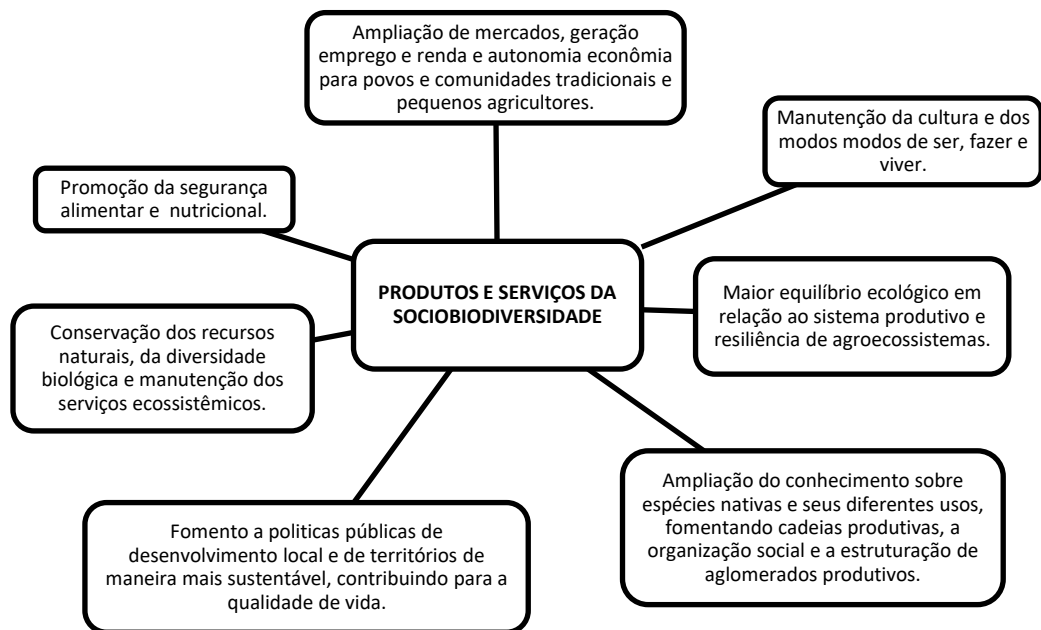 Ampliação de mercados, geração
emprego e renda e autonomia econômia
para povos e comunidades tradicionais e
pequenos agricultores.
Manutenção da cultura e dos
modos modos de ser, fazer e
viver.
Promoção da segurança
alimentar e nutricional.
PRODUTOS E SERVIÇOS DA
SOCIOBIODIVERSIDADE
Maior equilíbrio ecológico em
relação ao sistema produtivo e
resiliência de agroecossistemas.
Conservação dos recursos
naturais, da diversidade
biológica e manutenção dos
serviços ecossistêmicos.
Ampliação do conhecimento sobre
espécies nativas e seus diferentes usos,
fomentando cadeias produtivas, a
organização social e a estruturação de
aglomerados produtivos.
Fomento a politicas públicas de
desenvolvimento local e de territórios de
maneira mais sustentável, contribuindo para a
qualidade de vida.